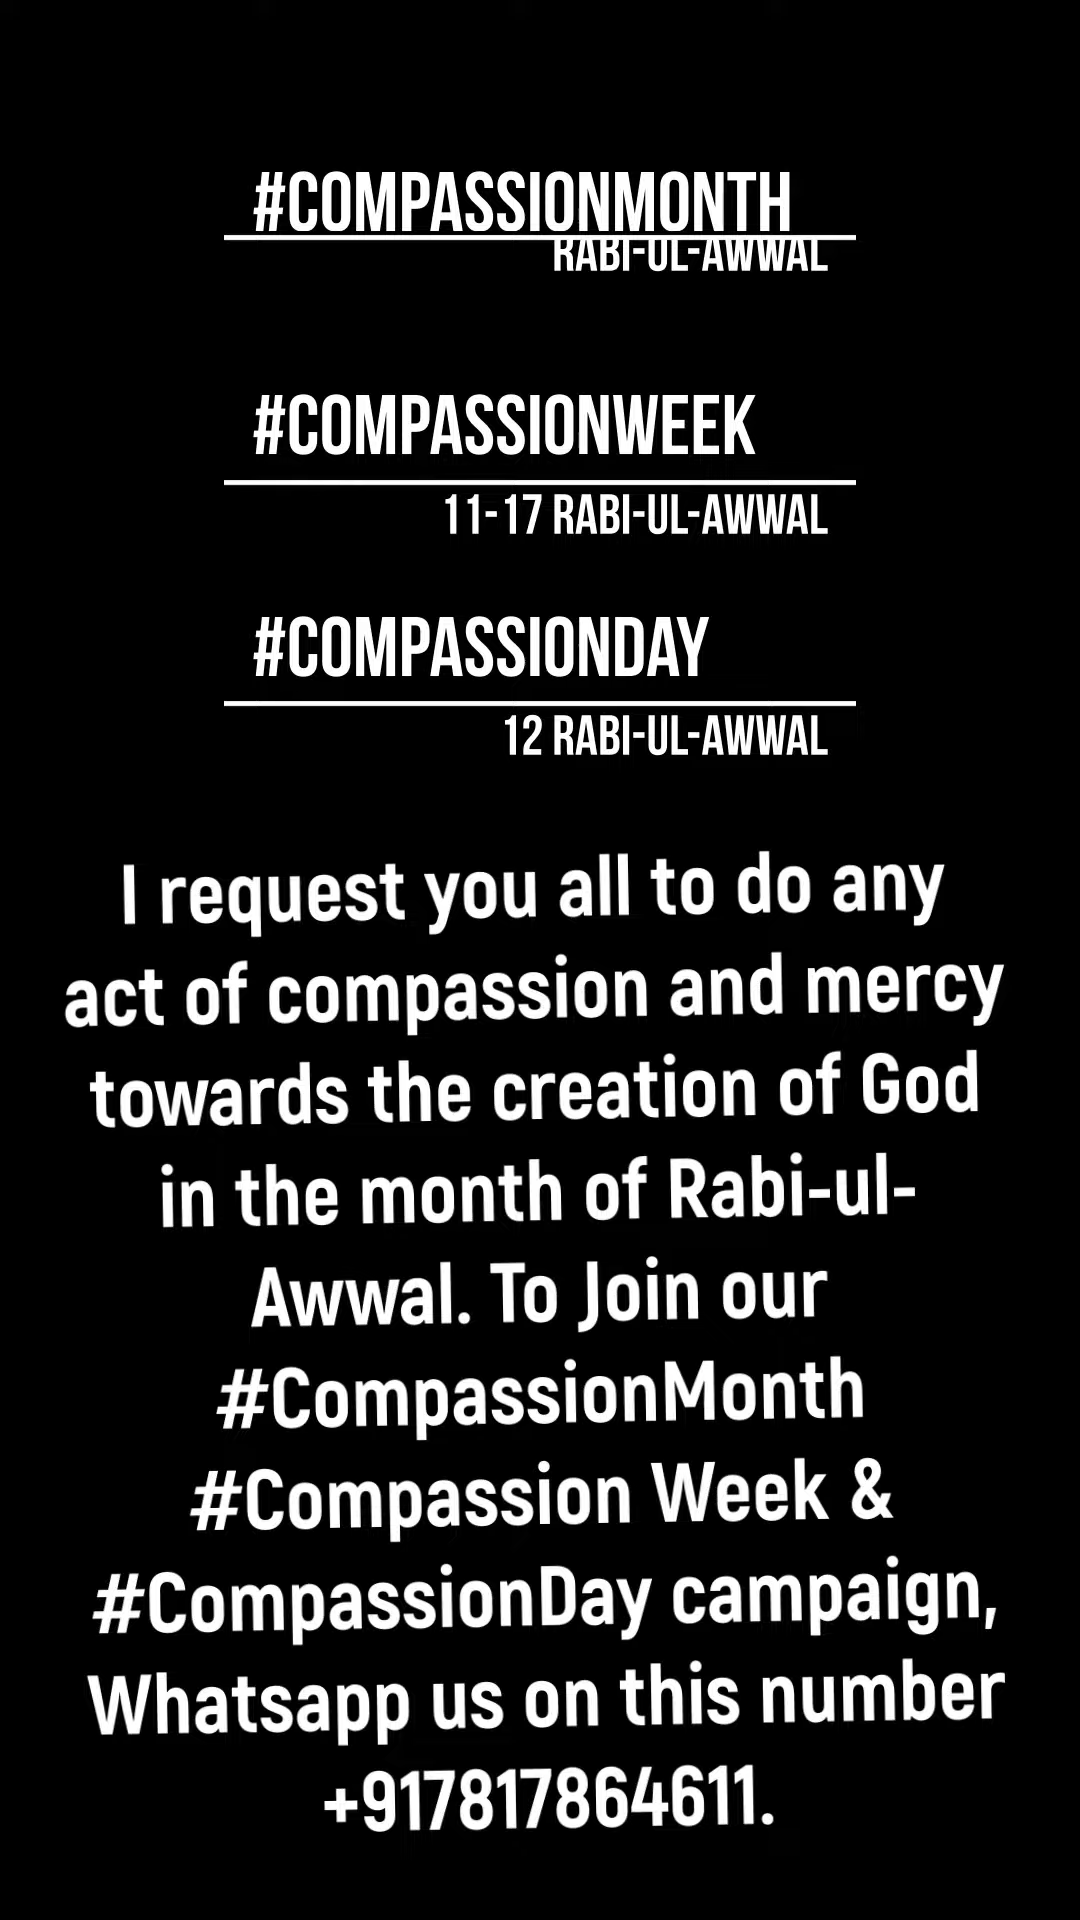 #COMPASSIONMONTH
RABI-UL-AWWAL
#COMPASSIONWEEK
11-17 RABI-UL-AWWAL
#COMPASSIONDAY
12 RABI-UL-AWWAL
I request you all to do any
act of compassion and mercy
towards the creation of God
in the month of Rabi-ul-
Awwal. To Join our
#CompassionMonth
#Compassion Week &
#CompassionDay campaign,
Whatsapp us on this number
+917817864611.